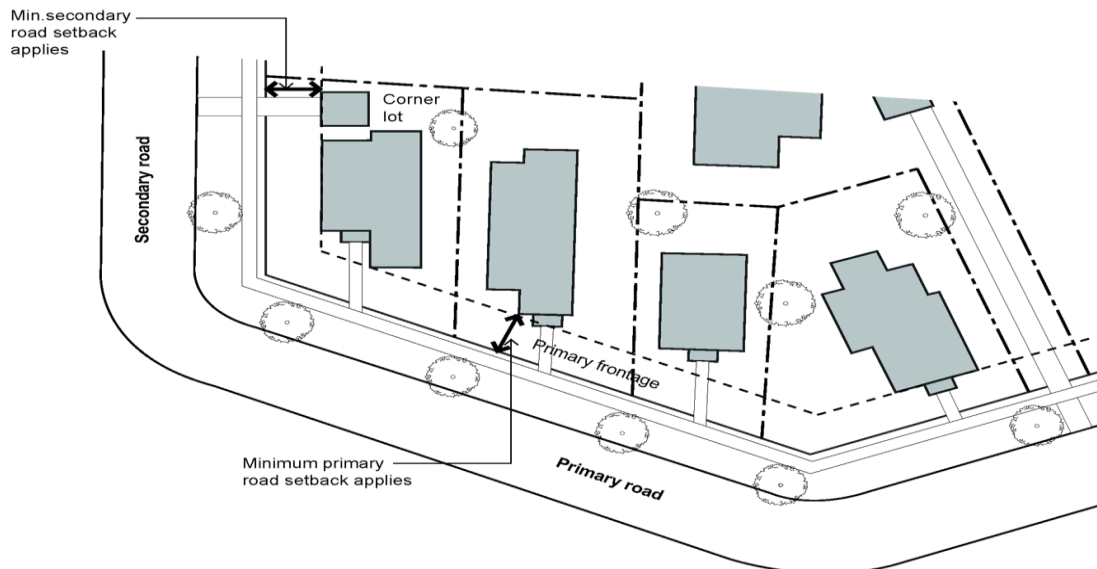 Min.secondary
road setback
applies
Corner
lot
Secondary road
Primary frontage
Minimum primary
road setback applies
Primary road